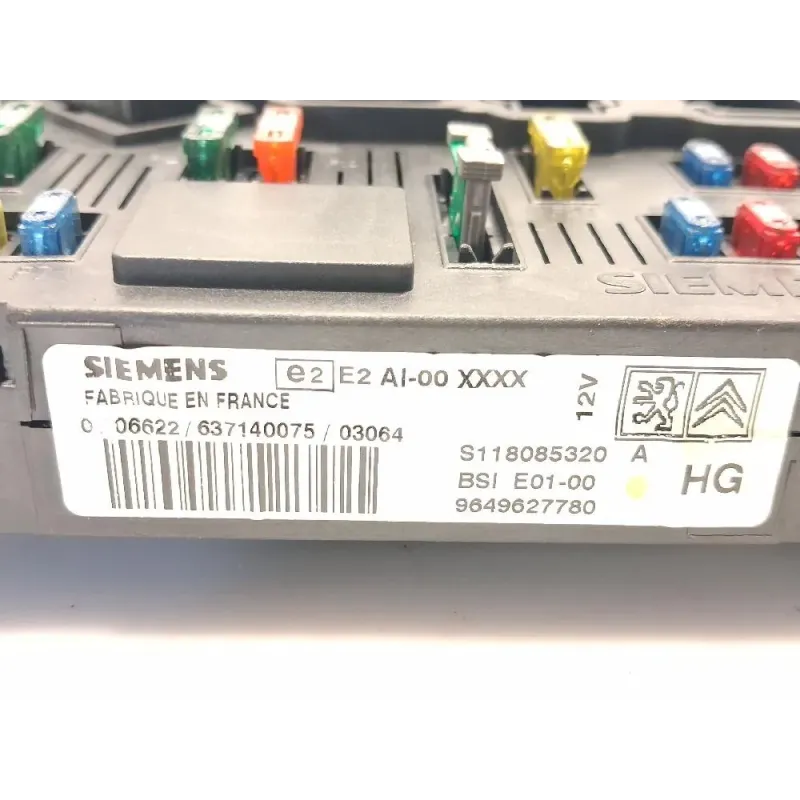 SIEMENS e2 E2 AI-00 XXXX
FABRIQUE EN FRANCE
06622/637140075/03064
12V
S118085320 A
BSI E01-00
9649627780
HG